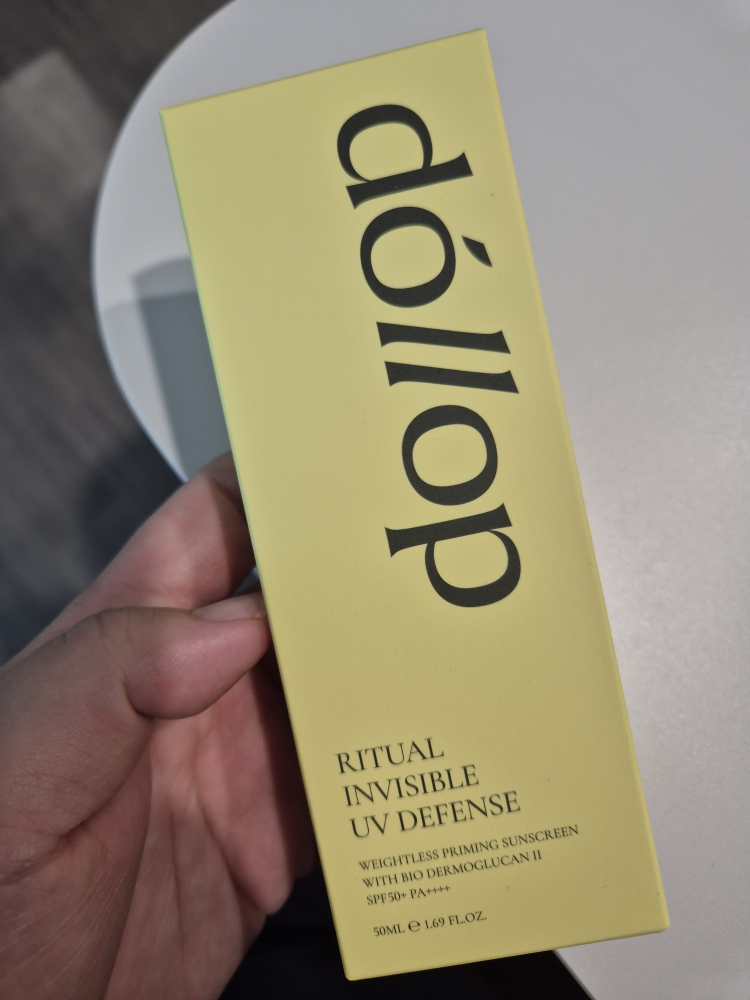 dóllop
RITUAL
INVISIBLE
UV DEFENSE
WEIGHTLESS PRIMING SUNSCREEN
WITH BIO DERMOGLUCAN II
SPF50+ PA++++
50ML ℮ 1.69 FL.OZ.